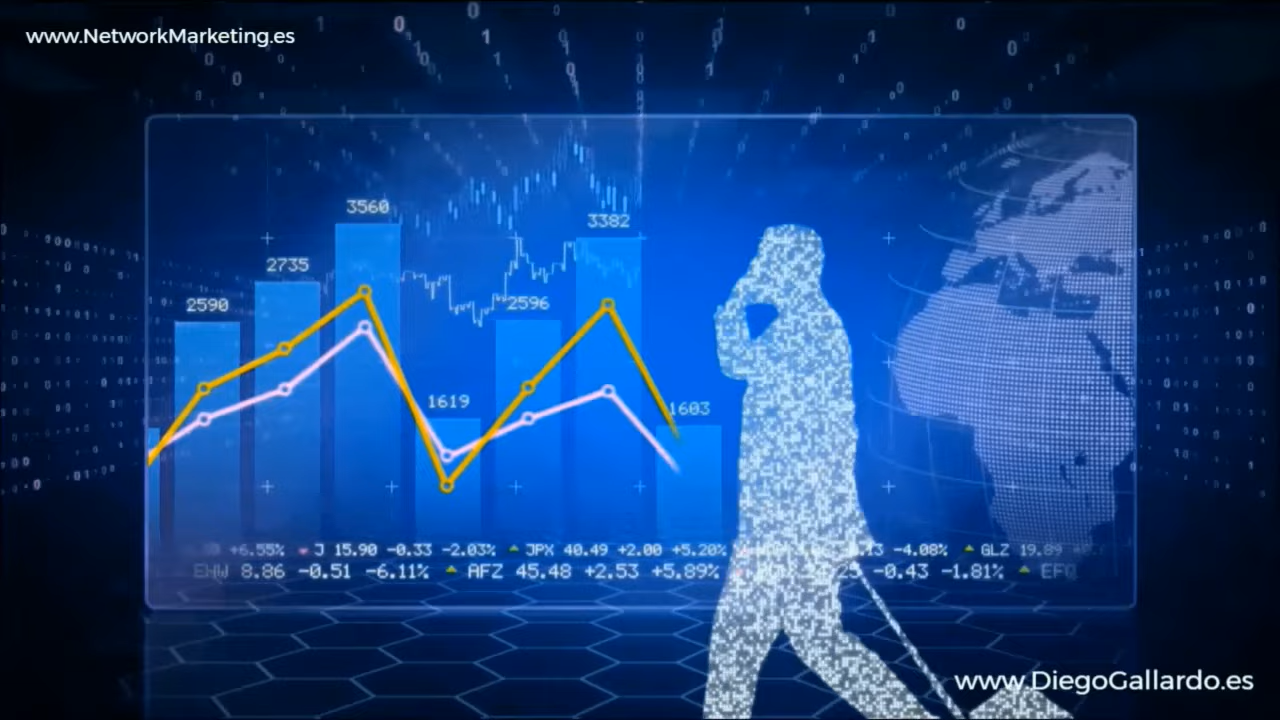 www.NetworkMarketing.es
3560
3382
2735
2590
2596
1619
1603
+6.55% J 15.90 -0.33 -2.03% JPX 40.49 +2.00 +5.20% -4.08% GLZ 19.89
EHW 8.86 -0.51 -6.11% AFZ 45.48 +2.53 +5.89% -0.43 -1.81% EFQ
www.DiegoGallardo.es